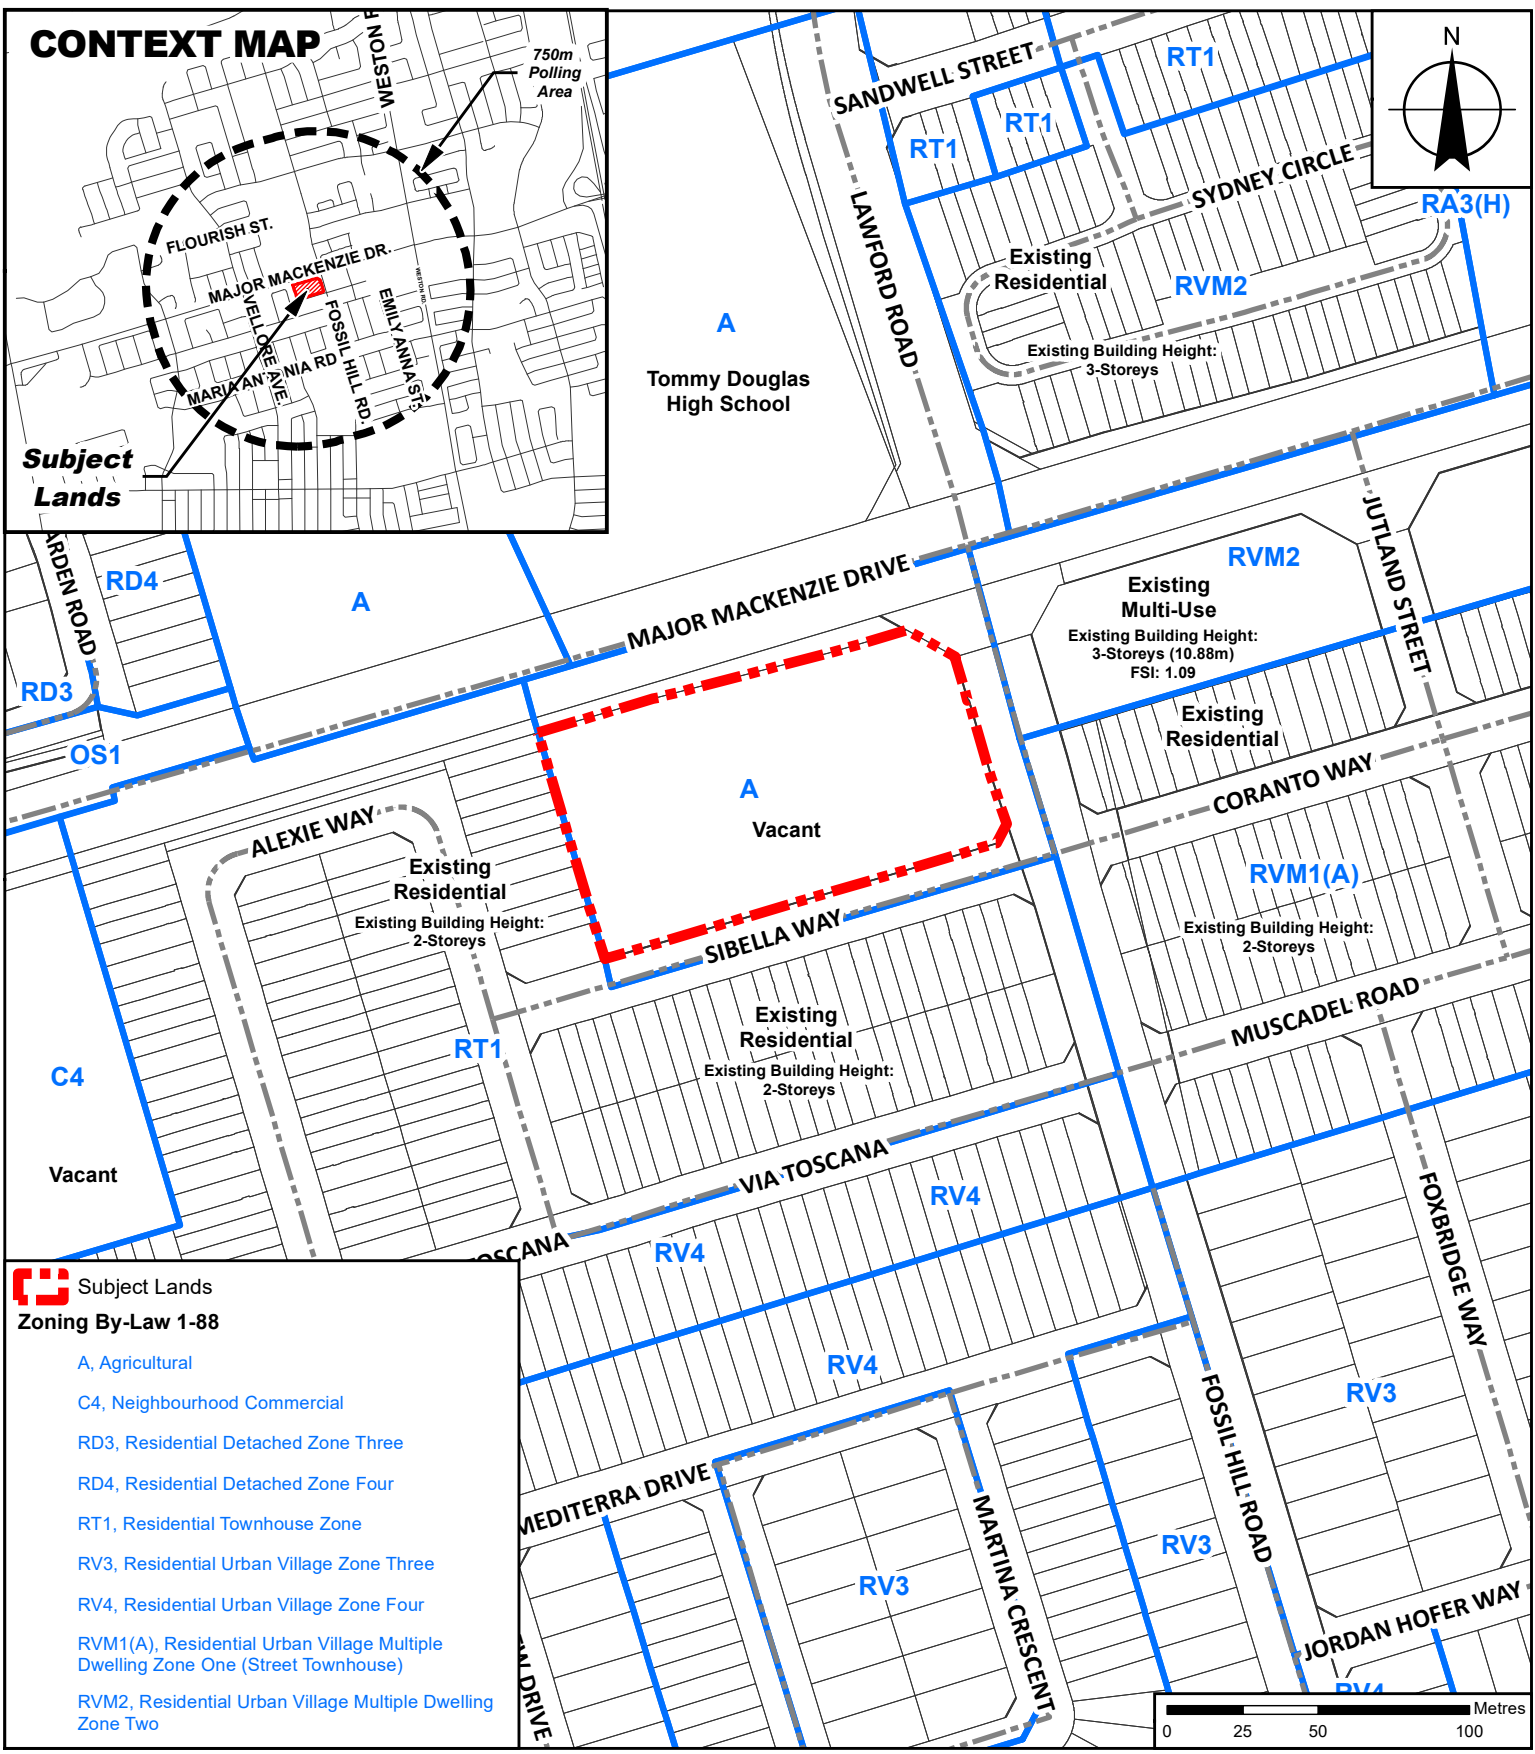 CONTEXT MAP
WESTON R
750m
Polling
Area
FLOURISH ST.
MAJOR MACKENZIE DR.
WESTON RD.
VELLORE AVE.
FOSSIL HILL RD.
EMILY ANNA ST.
MARIA ANTONIA RD
Subject
Lands
N
SANDWELL STREET
RT1
RT1
RT1
SYDNEY CIRCLE
RA3(H)
LAWFORD ROAD
Existing
Residential
RVM2
A
Existing Building Height:
3-Storeys
Tommy Douglas
High School
JUTLAND STREET
ARDEN ROAD
RD4
A
MAJOR MACKENZIE DRIVE
RVM2
Existing
Multi-Use
Existing Building Height:
3-Storeys (10.88m)
FSI: 1.09
RD3
OS1
Existing
Residential
A
Vacant
CORANTO WAY
ALEXIE WAY
Existing
Residential
Existing Building Height:
2-Storeys
RVM1(A)
Existing Building Height:
2-Storeys
SIBELLA WAY
MUSCADEL ROAD
Existing
Residential
Existing Building Height:
2-Storeys
RT1
C4
Vacant
VIA TOSCANA
RV4
FOXBRIDGE WAY
TOSCANA
RV4
RV4
RV3
FOSSIL HILL ROAD
MEDITERRA DRIVE
MARTINA CRESCENT
RV3
RV3
JORDAN HOFER WAY
EW DRIVE
RV4
Subject Lands
Zoning By-Law 1-88
A, Agricultural
C4, Neighbourhood Commercial
RD3, Residential Detached Zone Three
RD4, Residential Detached Zone Four
RT1, Residential Townhouse Zone
RV3, Residential Urban Village Zone Three
RV4, Residential Urban Village Zone Four
RVM1(A), Residential Urban Village Multiple
Dwelling Zone One (Street Townhouse)
RVM2, Residential Urban Village Multiple Dwelling
Zone Two
Metres
0 25 50 100